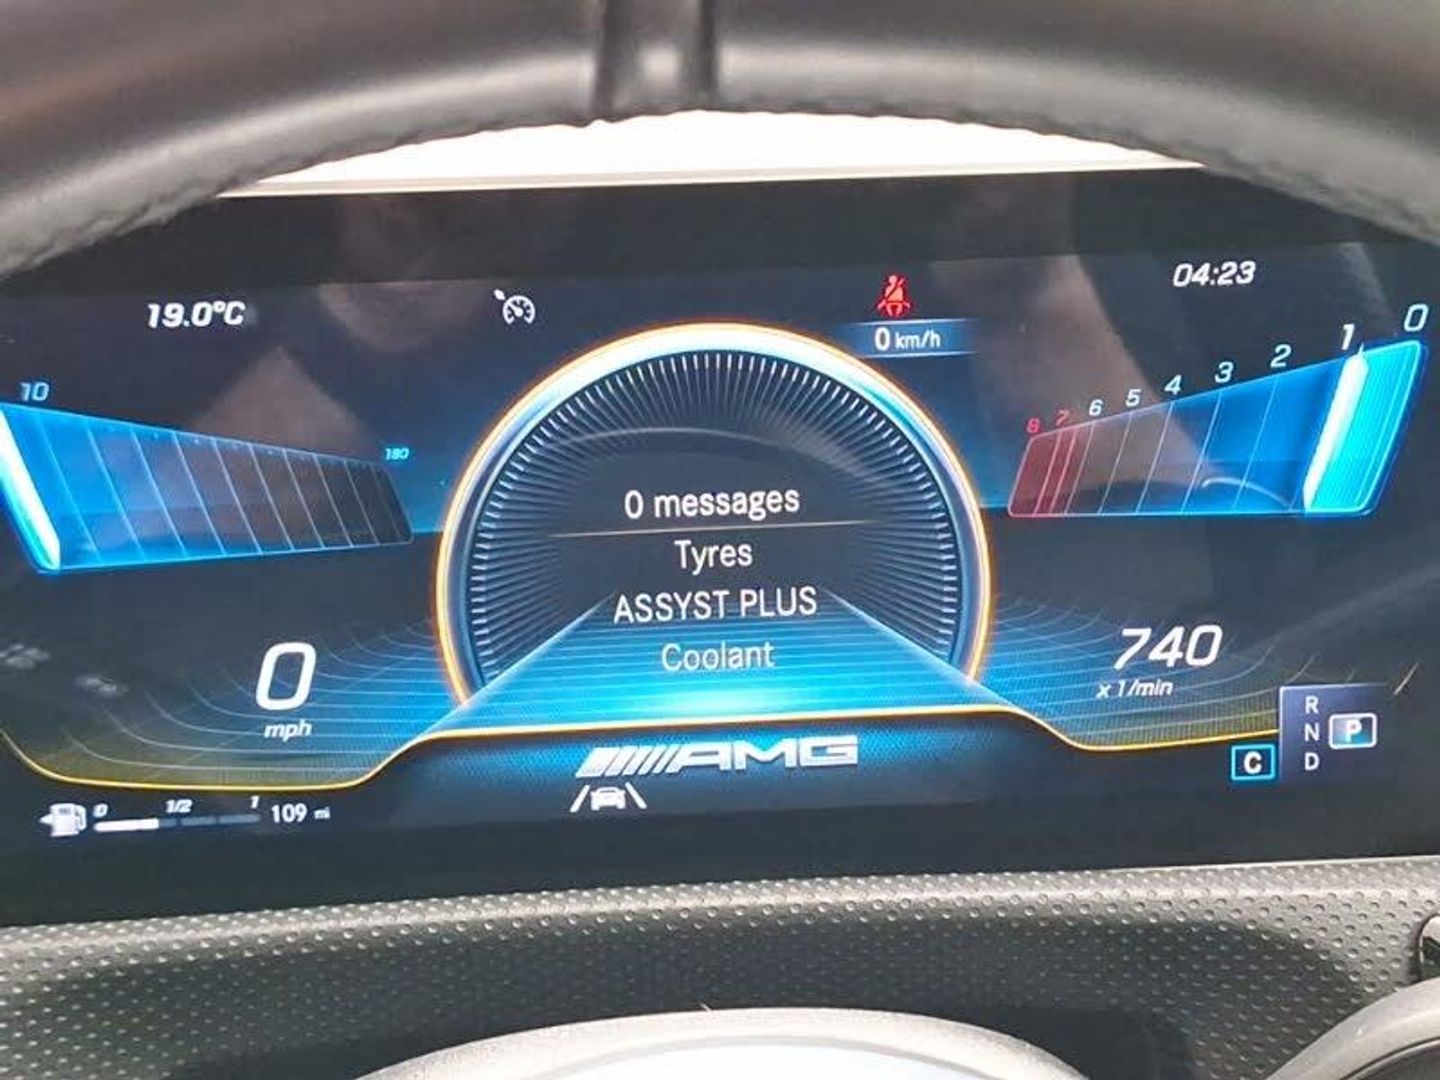 19.0°C
04:23
0 km/h
10
180
8 7 6 5 4 3 2 1 0
0 messages
Tyres
ASSYST PLUS
Coolant
0
mph
740
x 1/min
AMG
R
N P
D
C
0 1/2 1 109 mi